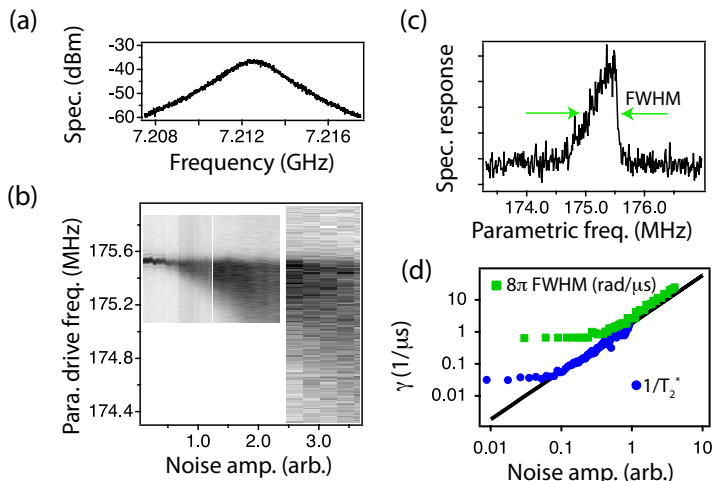 (a)
Spec. (dBm)
-30
-40
-50
-60
7.208
7.212
7.216
Frequency (GHz)
(b)
Para. drive freq. (MHz)
175.6
175.2
174.8
174.4
1.0
2.0
3.0
Noise amp. (arb.)
(c)
Spec. response
FWHM
174.0
175.0
176.0
Parametric freq. (MHz)
(d)
γ (1/μs)
10
1
0.1
0.01
8π FWHM (rad/μs)
1/T2*
0.01
0.1
1
10
Noise amp. (arb.)